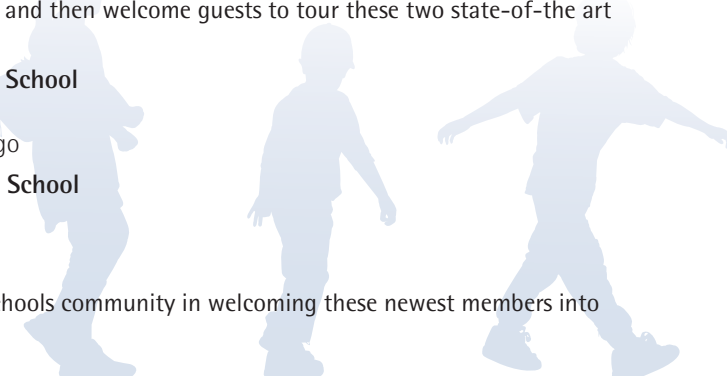 and then welcome guests to tour these two state-of-the art
School
go
School
hools community in welcoming these newest members into